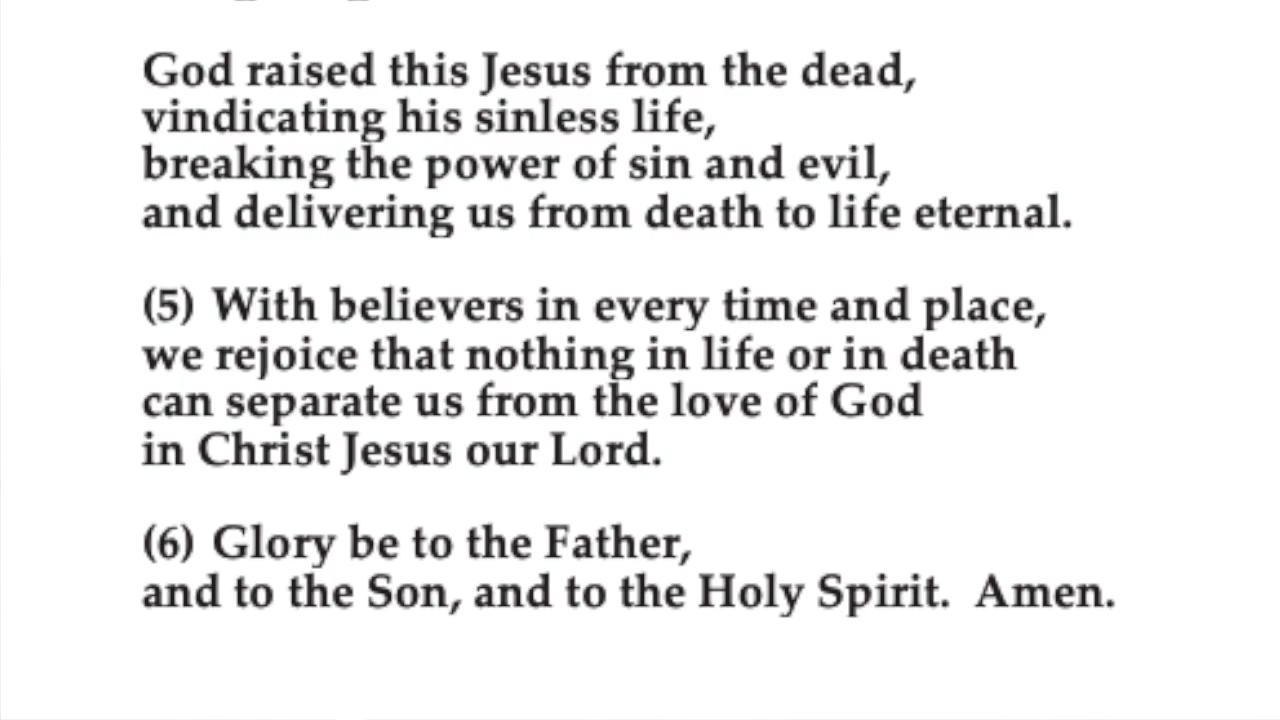 God raised this Jesus from the dead,
vindicating his sinless life,
breaking the power of sin and evil,
and delivering us from death to life eternal.
(5) With believers in every time and place,
we rejoice that nothing in life or in death
can separate us from the love of God
in Christ Jesus our Lord.
(6) Glory be to the Father,
and to the Son, and to the Holy Spirit.  Amen.